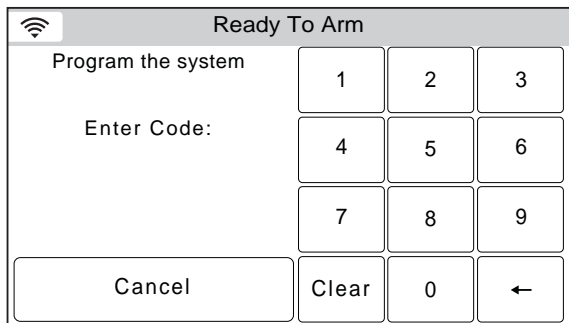 Ready To Arm
Program the system
Enter Code:
1 2 3
4 5 6
7 8 9
Cancel Clear 0 ←